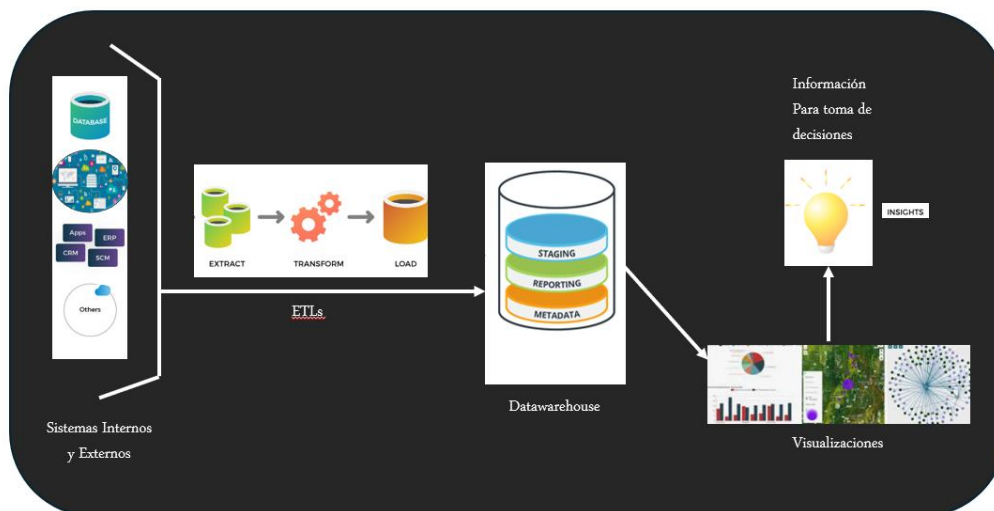 DATABASE
Apps
ERP
CRM
SCM
Others
Sistemas Internos
y Externos
EXTRACT
TRANSFORM
LOAD
ETLs
STAGING
REPORTING
METADATA
Datawarehouse
Información
Para toma de
decisiones
INSIGHTS
Visualizaciones